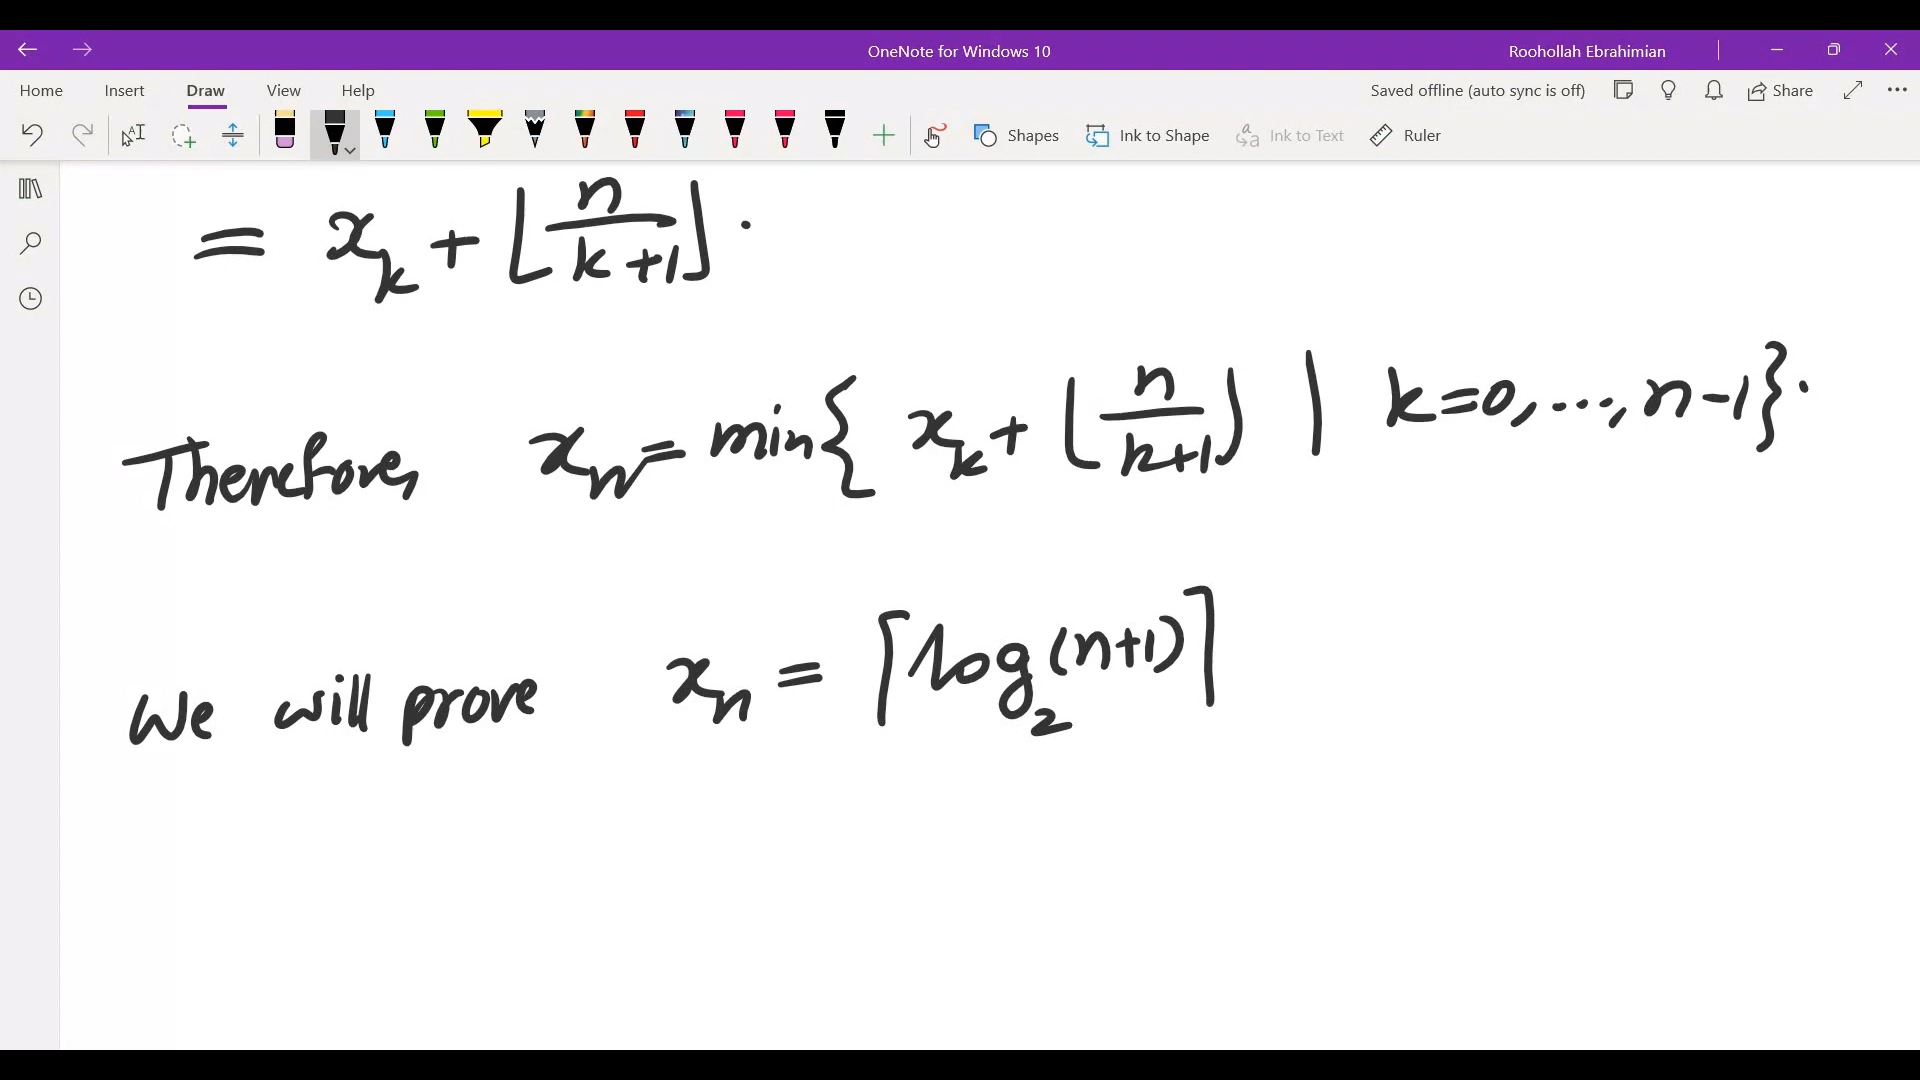 OneNote for Windows 10
Roohollah Ebrahimian
Home Insert Draw View Help
Saved offline (auto sync is off)
Share
Shapes
Ink to Shape
Ink to Text
Ruler
= x_k + ⌊n/(k+1)⌋.
Therefore, x_n = min{ x_k + ⌊n/(k+1)⌋ | k=0, ..., n-1}.
We will prove x_n = ⌈log_2(n+1)⌉